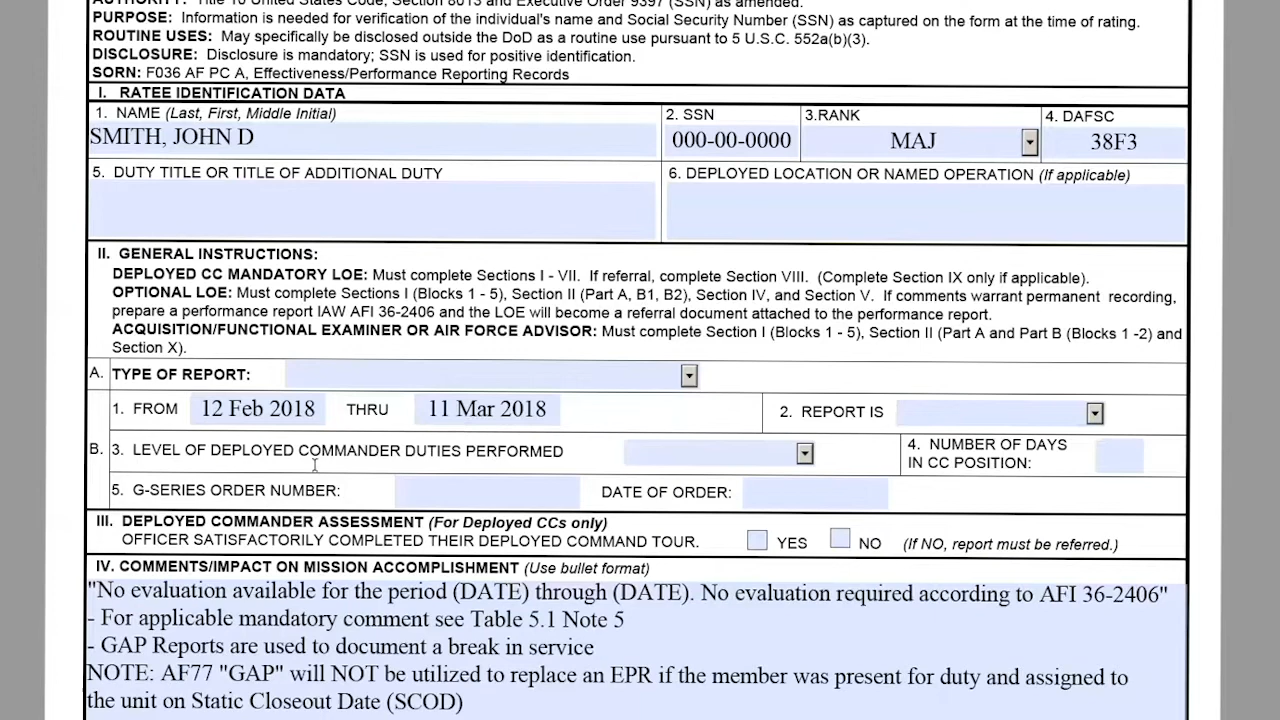 AUTHORITY: Title 10 United States Code, Section 8013 and Executive Order 9397 (SSN) as amended.
PURPOSE: Information is needed for verification of the individual's name and Social Security Number (SSN) as captured on the form at the time of rating.
ROUTINE USES: May specifically be disclosed outside the DoD as a routine use pursuant to 5 U.S.C. 552a(b)(3).
DISCLOSURE: Disclosure is mandatory; SSN is used for positive identification.
SORN: F036 AF PC A, Effectiveness/Performance Reporting Records
I. RATEE IDENTIFICATION DATA
1. NAME (Last, First, Middle Initial) 2. SSN 3.RANK 4. DAFSC
SMITH, JOHN D 000-00-0000 MAJ 38F3
5. DUTY TITLE OR TITLE OF ADDITIONAL DUTY 6. DEPLOYED LOCATION OR NAMED OPERATION (If applicable)
II. GENERAL INSTRUCTIONS:
DEPLOYED CC MANDATORY LOE: Must complete Sections I - VII. If referral, complete Section VIII. (Complete Section IX only if applicable).
OPTIONAL LOE: Must complete Sections I (Blocks 1 - 5), Section II (Part A, B1, B2), Section IV, and Section V. If comments warrant permanent recording,
prepare a performance report IAW AFI 36-2406 and the LOE will become a referral document attached to the performance report.
ACQUISITION/FUNCTIONAL EXAMINER OR AIR FORCE ADVISOR: Must complete Section I (Blocks 1 - 5), Section II (Part A and Part B (Blocks 1 -2) and
Section X).
A. TYPE OF REPORT:
1. FROM 12 Feb 2018 THRU 11 Mar 2018 2. REPORT IS
B. 3. LEVEL OF DEPLOYED COMMANDER DUTIES PERFORMED 4. NUMBER OF DAYS
IN CC POSITION:
5. G-SERIES ORDER NUMBER: DATE OF ORDER:
III. DEPLOYED COMMANDER ASSESSMENT (For Deployed CCs only)
OFFICER SATISFACTORILY COMPLETED THEIR DEPLOYED COMMAND TOUR. YES NO (If NO, report must be referred.)
IV. COMMENTS/IMPACT ON MISSION ACCOMPLISHMENT (Use bullet format)
"No evaluation available for the period (DATE) through (DATE). No evaluation required according to AFI 36-2406"
- For applicable mandatory comment see Table 5.1 Note 5
- GAP Reports are used to document a break in service
NOTE: AF77 "GAP" will NOT be utilized to replace an EPR if the member was present for duty and assigned to
the unit on Static Closeout Date (SCOD)